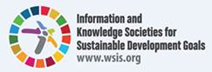 Information and
Knowledge Societies for
Sustainable Development Goals
www.wsis.org